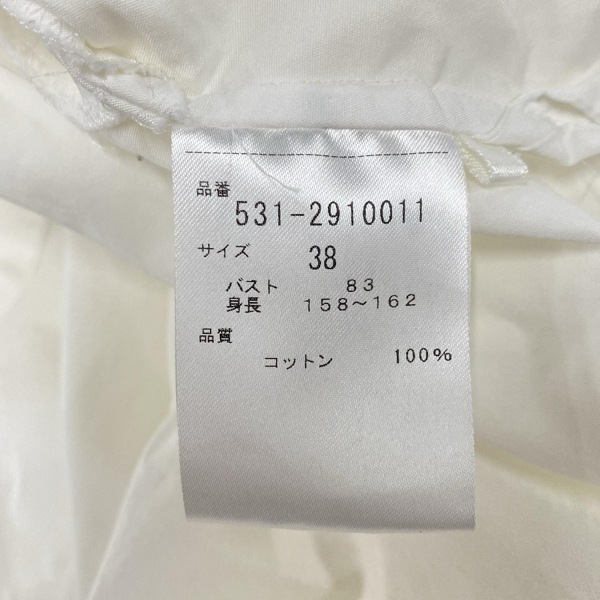 品番
531-2910011
サイズ 38
バスト 83
身長 158～162
品質
コットン 100%